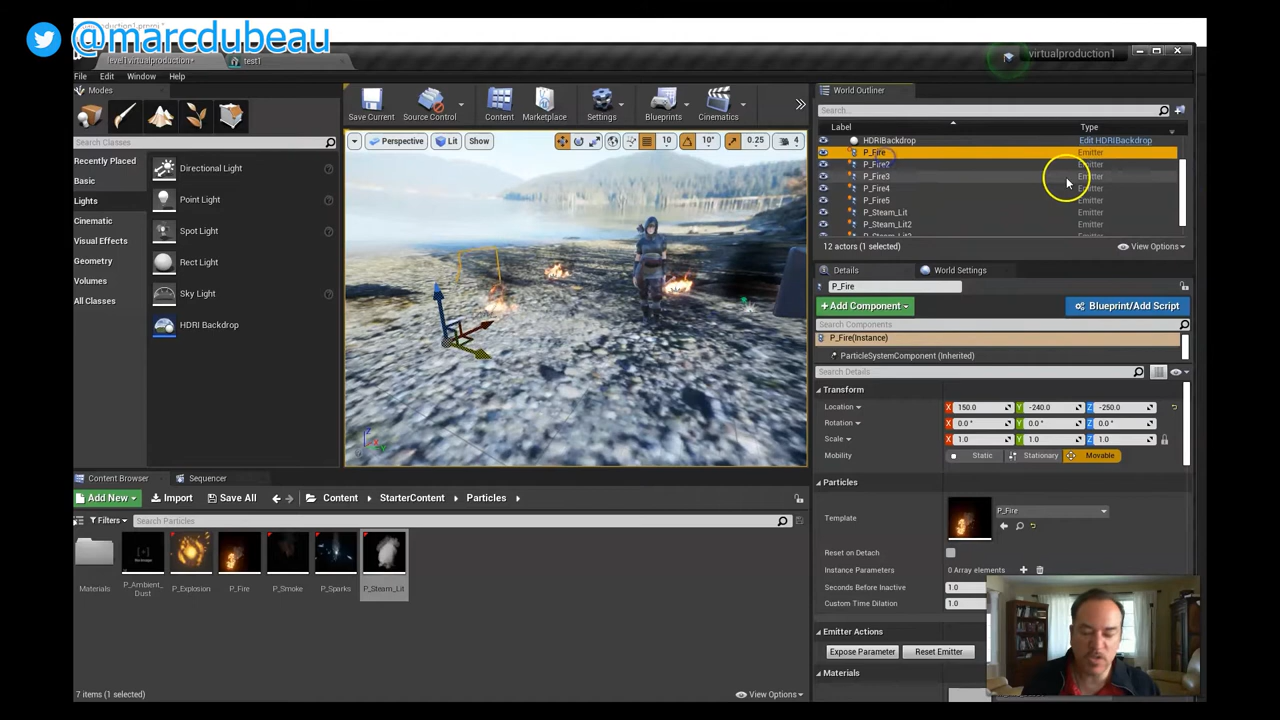 @marcdubeau
level1virtualproduction*
test1
virtualproduction1
File Edit Window Help
Modes
Search Classes
Recently Placed
Basic
Lights
Cinematic
Visual Effects
Geometry
Volumes
All Classes
Directional Light
Point Light
Spot Light
Rect Light
Sky Light
HDRI Backdrop
Save Current
Source Control
Content
Marketplace
Settings
Blueprints
Cinematics
Perspective
Lit
Show
10
10°
0.25
4
World Outliner
Search...
Label
Type
HDRIBackdrop Edit HDRIBackdrop
P_Fire Emitter
P_Fire2 Emitter
P_Fire3 Emitter
P_Fire4 Emitter
P_Fire5 Emitter
P_Steam_Lit Emitter
P_Steam_Lit2 Emitter
12 actors (1 selected)
View Options
Details
World Settings
P_Fire
+Add Component
Blueprint/Add Script
Search Components
P_Fire(Instance)
ParticleSystemComponent (Inherited)
Search Details
Transform
Location X 150.0 Y -240.0 Z -250.0
Rotation X 0.0 ° Y 0.0 ° Z 0.0 °
Scale X 1.0 Y 1.0 Z 1.0
Mobility Static Stationary Movable
Particles
Template P_Fire
Reset on Detach
Instance Parameters 0 Array elements
Seconds Before Inactive 1.0
Custom Time Dilation 1.0
Emitter Actions
Expose Parameter
Reset Emitter
Materials
Content Browser
Sequencer
Add New
Import
Save All
Content
StarterContent
Particles
Filters
Search Particles
Materials
P_Ambient_
Dust
P_Explosion
P_Fire
P_Smoke
P_Sparks
P_Steam_Lit
7 items (1 selected)
View Options